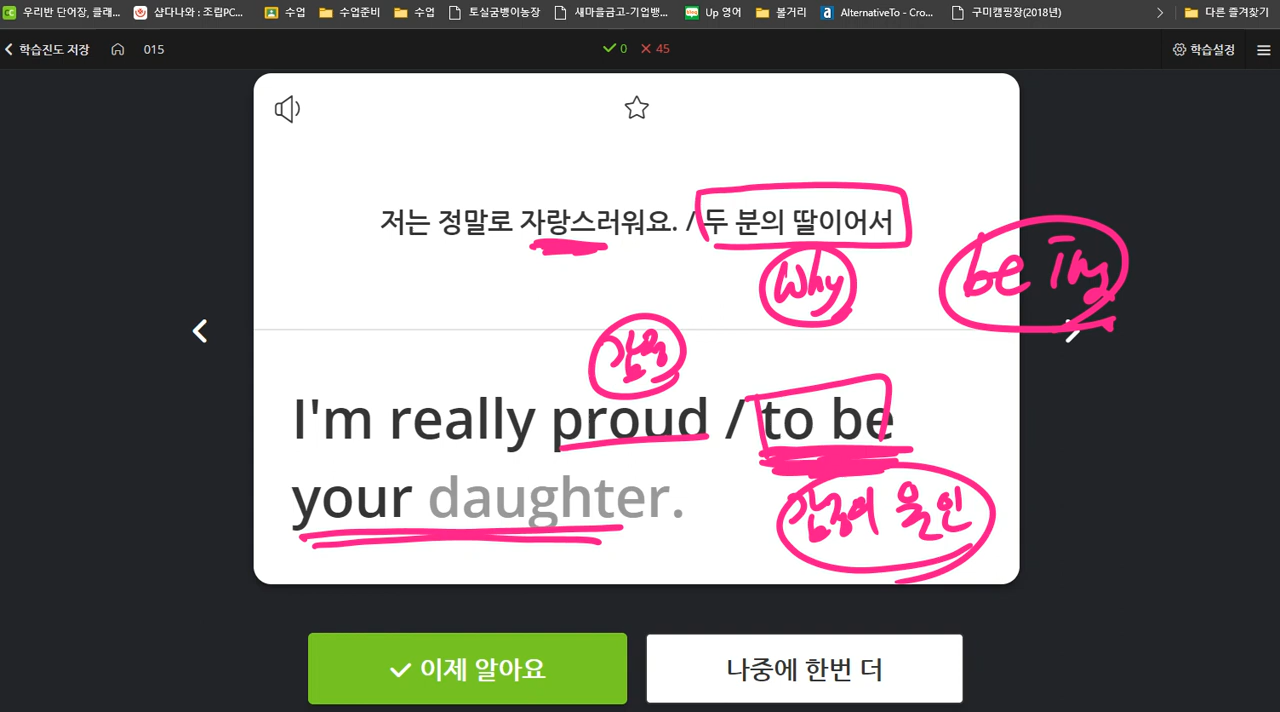 우리반 단어장, 클래... 샵다나와 : 조립PC... 수업 수업준비 수업 토실굼벵이농장 새마을금고-기업뱅... Up 영어 볼거리 AlternativeTo - Cro... 구미캠핑장(2018년) 다른 즐겨찾기
학습진도 저장 015 0 45 학습설정
저는 정말로 자랑스러워요. / 두 분의 딸이어서
Why being
감정
I'm really proud / to be
your daughter.
감정의 원인
이제 알아요 나중에 한번 더